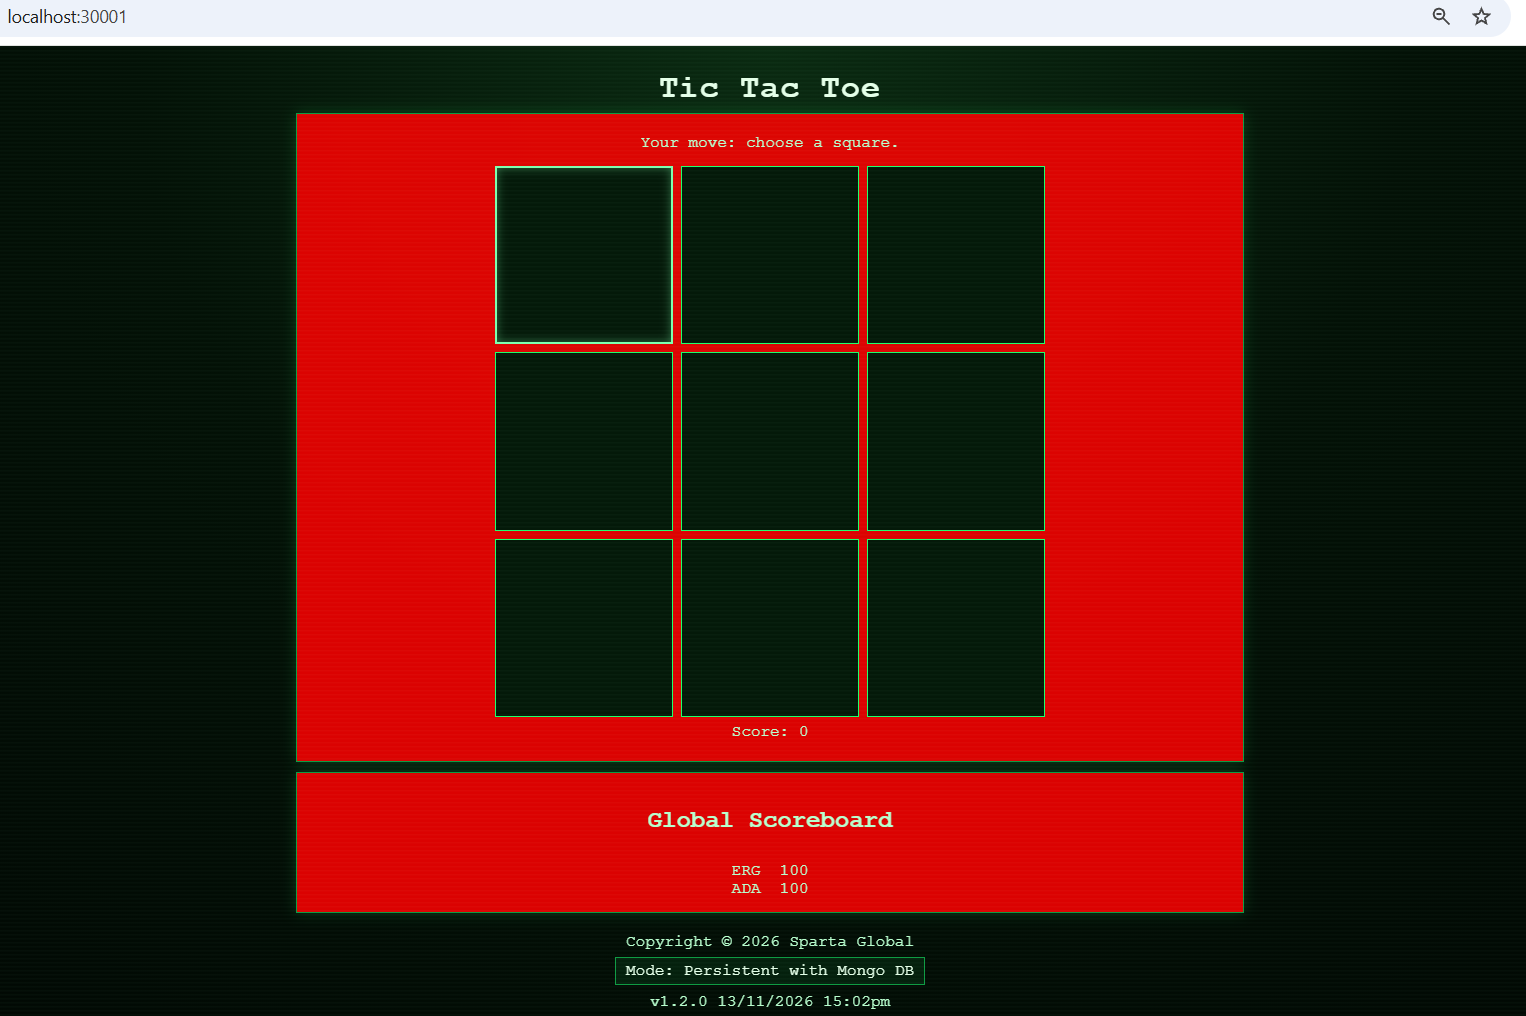 localhost:30001
Tic Tac Toe
Your move: choose a square.
Score: 0
Global Scoreboard
ERG 100
ADA 100
Copyright © 2026 Sparta Global
Mode: Persistent with Mongo DB
v1.2.0 13/11/2026 15:02pm